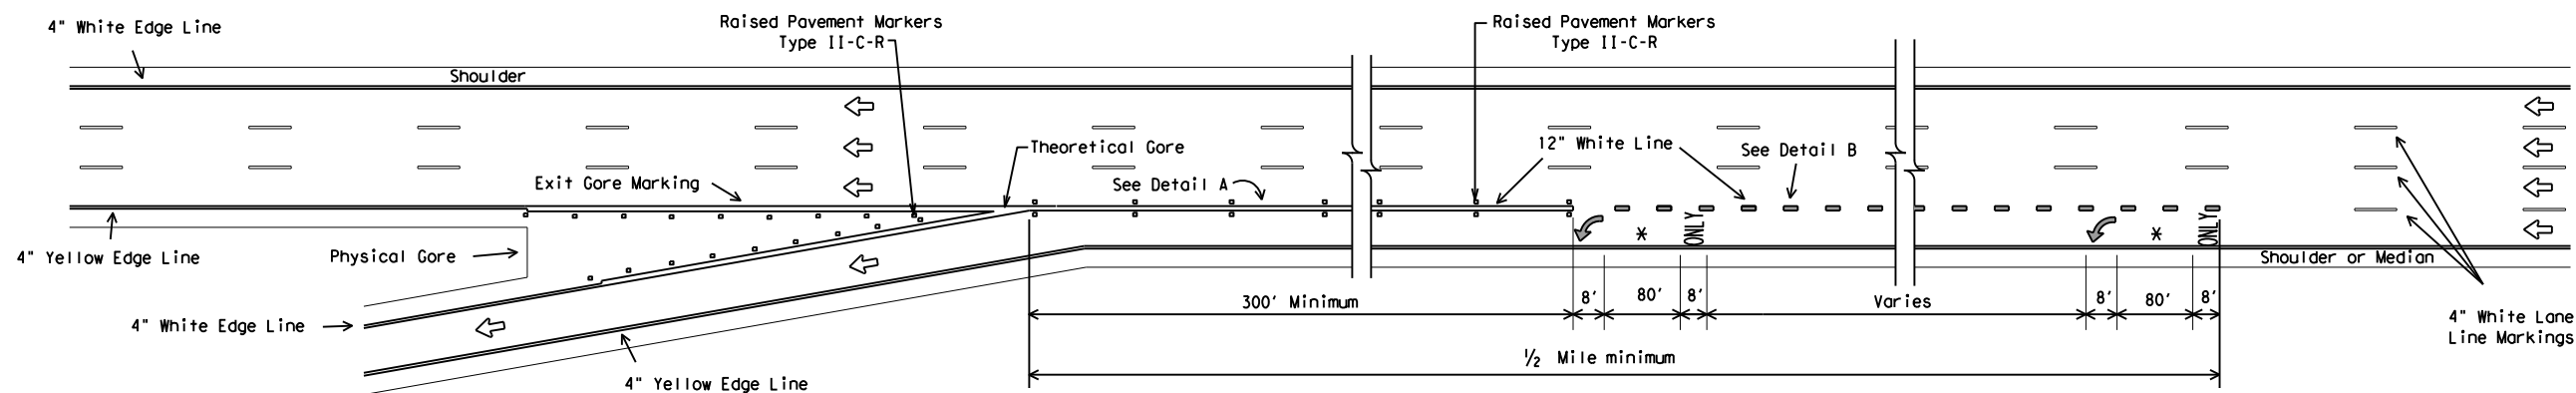 4" White Edge Line
Raised Pavement Markers
Type II-C-R
Raised Pavement Markers
Type II-C-R
Shoulder
Theoretical Gore
12" White Line
See Detail B
Exit Gore Marking
See Detail A
ONLY
*
ONLY
*
4" Yellow Edge Line
Physical Gore
Shoulder or Median
300' Minimum
8'
80'
8'
Varies
8'
80'
8'
4" White Edge Line
4" White Lane
Line Markings
½ Mile minimum
4" Yellow Edge Line